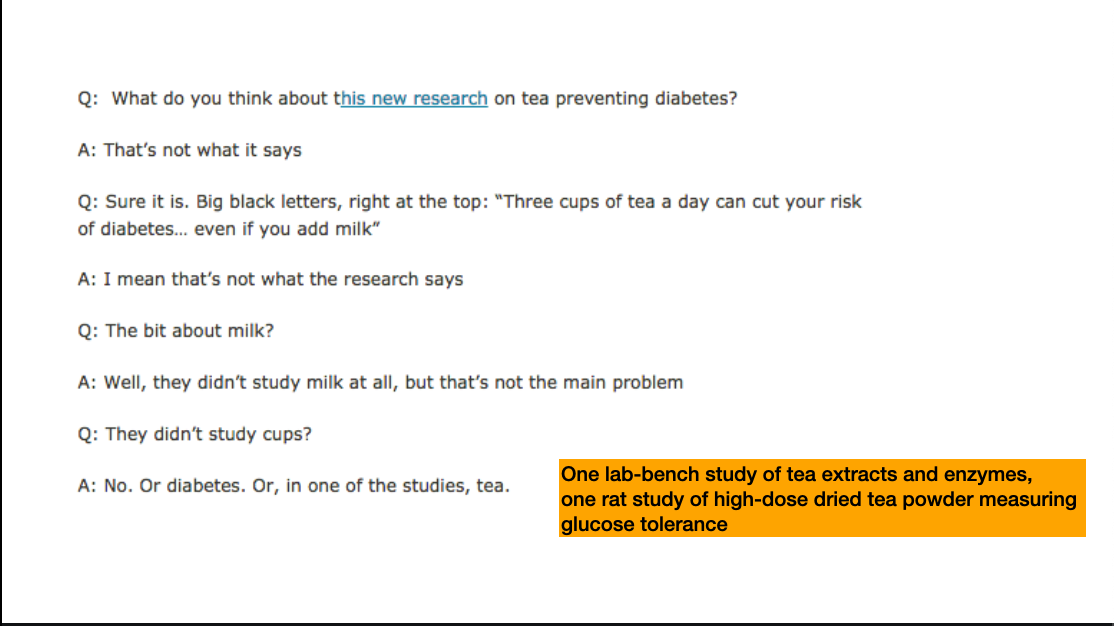 Q:  What do you think about this new research on tea preventing diabetes?
A: That’s not what it says
Q: Sure it is. Big black letters, right at the top: “Three cups of tea a day can cut your risk
of diabetes… even if you add milk”
A: I mean that’s not what the research says
Q: The bit about milk?
A: Well, they didn’t study milk at all, but that’s not the main problem
Q: They didn’t study cups?
A: No. Or diabetes. Or, in one of the studies, tea.
One lab-bench study of tea extracts and enzymes,
one rat study of high-dose dried tea powder measuring
glucose tolerance